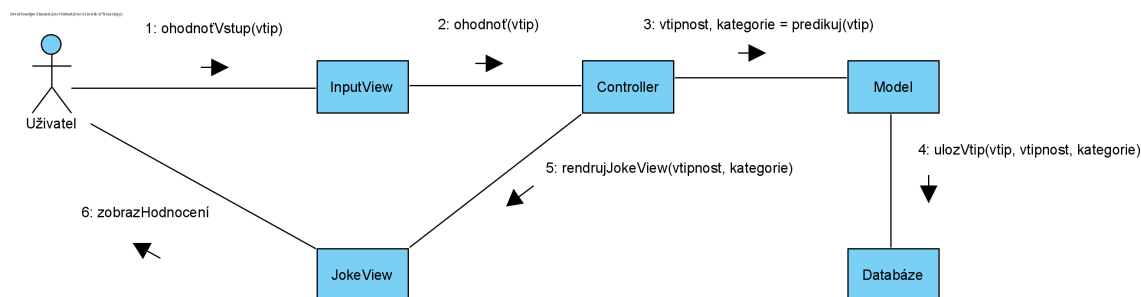 1: ohodnoťVstup(vtip)
2: ohodnoť(vtip)
3: vtipnost, kategorie = predikuj(vtip)
Uživatel
InputView
Controller
Model
4: ulozVtip(vtip, vtipnost, kategorie)
5: rendrujJokeView(vtipnost, kategorie)
6: zobrazHodnocení
JokeView
Databáze